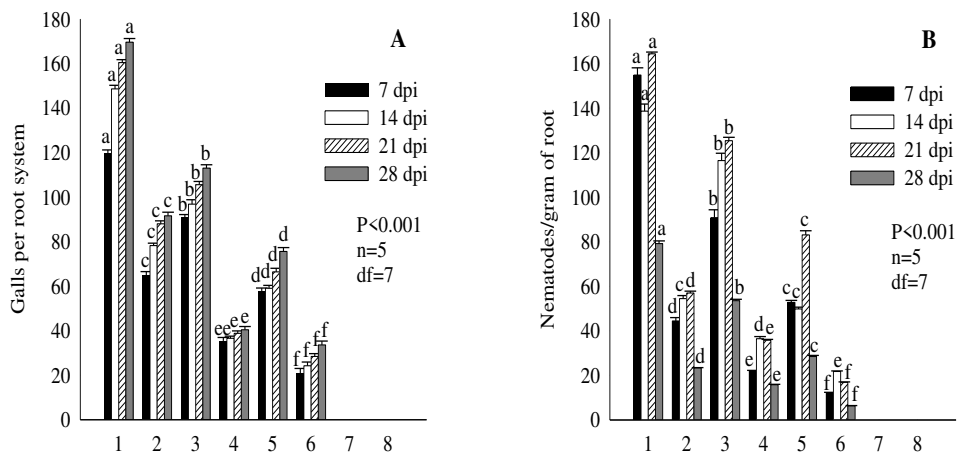 A
Galls per root system
180
160
140
120
100
80
60
40
20
0
a
a
a
a
c
c
c
c
b
b
b
b
e
e
e
e
d
d
d
d
f
f
f
f
7 dpi
14 dpi
21 dpi
28 dpi
P<0.001
n=5
df=7
1 2 3 4 5 6 7 8
B
Nematodes/gram of root
180
160
140
120
100
80
60
40
20
0
a
a
a
a
d
c
c
d
b
b
b
b
e
d
e
e
c
c
c
c
f
e
f
f
7 dpi
14 dpi
21 dpi
28 dpi
P<0.001
n=5
df=7
1 2 3 4 5 6 7 8